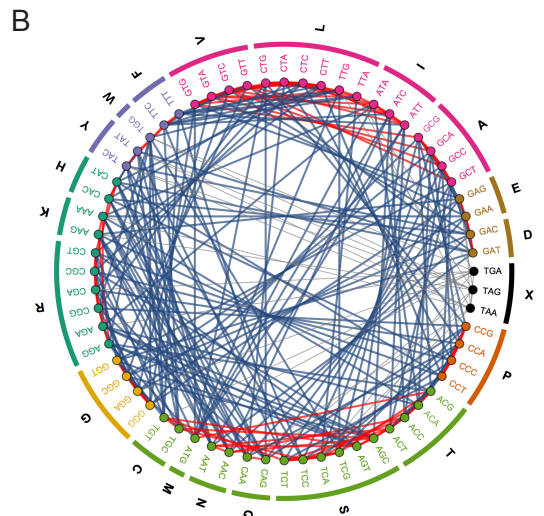 B
V
GTG
GTA
GTC
GTT
L
CTG
CTA
CTC
CTT
TTG
TTA
I
ATA
ATC
ATT
A
GCG
GCA
GCC
GCT
E
GAG
GAA
D
GAC
GAT
X
TGA
TAG
TAA
P
CCG
CCA
CCC
CCT
T
ACG
ACA
ACC
ACT
S
AGC
AGT
TCG
TCA
TCC
TCT
Q
CAG
CAA
N
AAC
AAT
M
ATG
C
TGC
TGT
G
GGG
GGA
GGC
GGT
R
AGG
AGA
CGG
CGA
CGC
CGT
K
AAG
AAA
H
CAC
CAT
Y
TAC
TAT
W
TGG
F
TTC
TTT